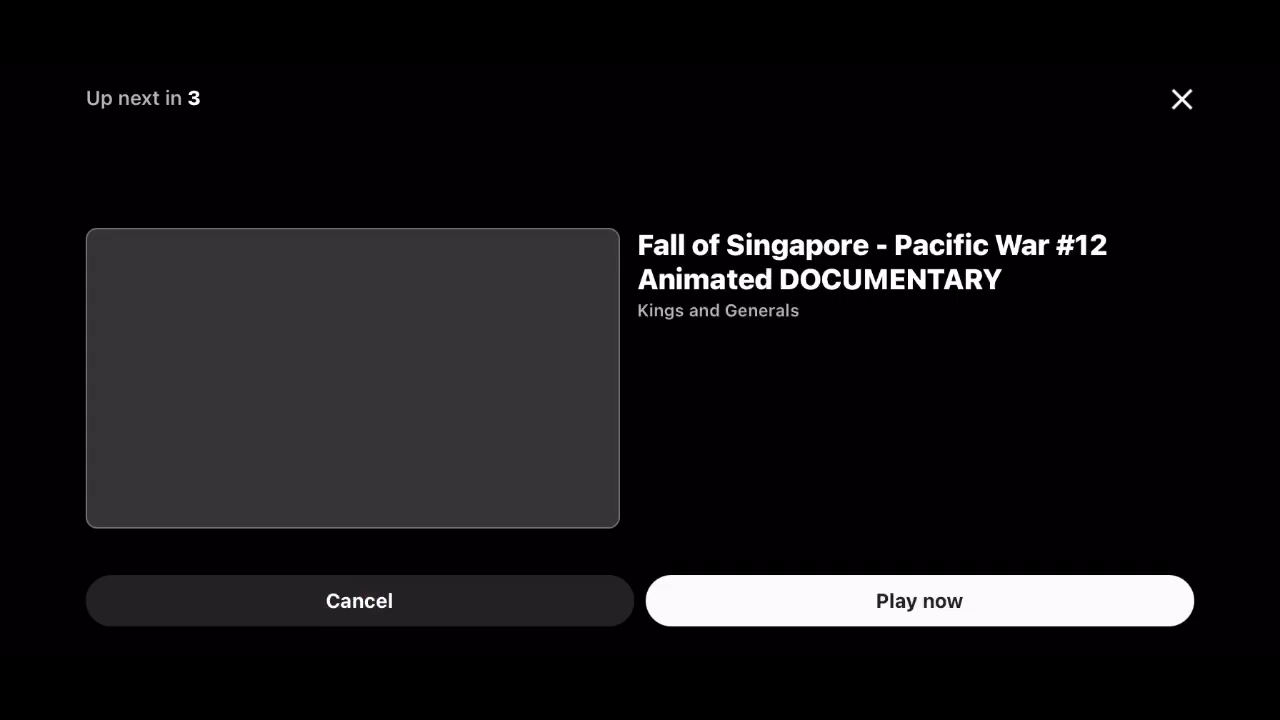 Up next in 3
Fall of Singapore - Pacific War #12
Animated DOCUMENTARY
Kings and Generals
Cancel
Play now